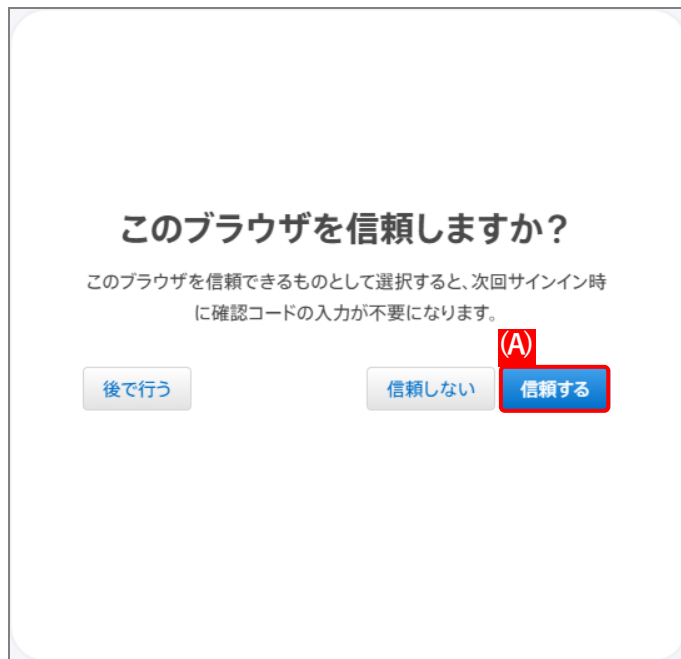 このブラウザを信頼しますか？
このブラウザを信頼できるものとして選択すると、次回サインイン時
に確認コードの入力が不要になります。
(A)
後で行う 信頼しない 信頼する